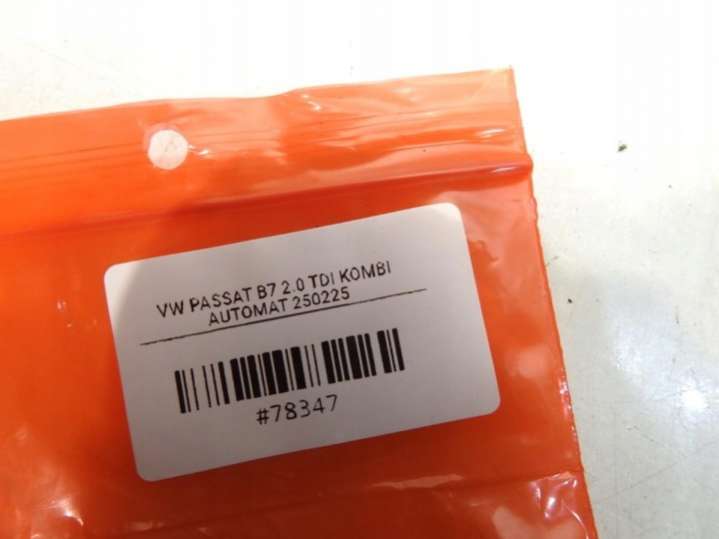 VW PASSAT B7 2.0 TDI KOMBI
AUTOMAT 250225
#78347